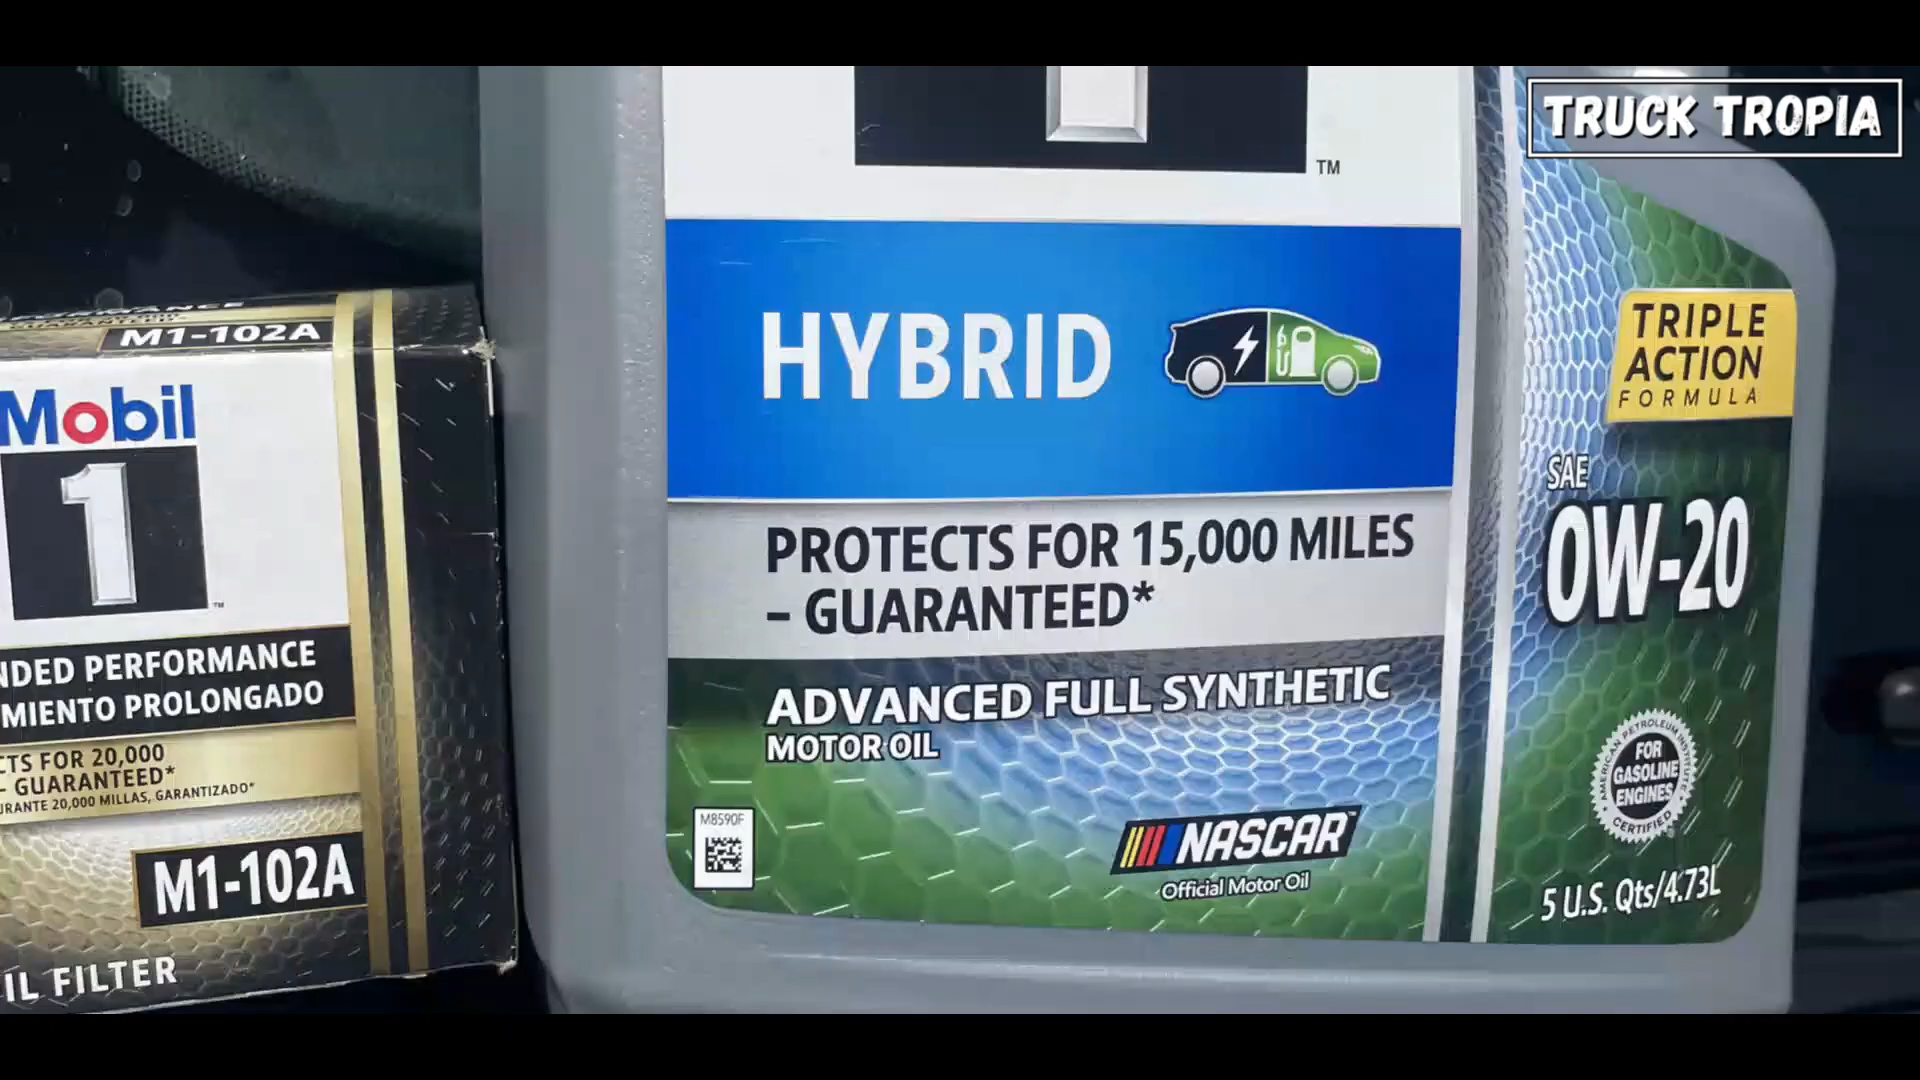 TRUCK TROPIA
M1-102A
Mobil
1
™
NDED PERFORMANCE
MIENTO PROLONGADO
CTS FOR 20,000
- GUARANTEED*
URANTE 20,000 MILLAS, GARANTIZADO*
M1-102A
IL FILTER
1
™
HYBRID
PROTECTS FOR 15,000 MILES
– GUARANTEED*
ADVANCED FULL SYNTHETIC
MOTOR OIL
M8590F
NASCAR
Official Motor Oil
TRIPLE
ACTION
FORMULA
SAE
0W-20
AMERICAN PETROLEUM INSTITUTE
FOR
GASOLINE
ENGINES
CERTIFIED
5 U.S. Qts/4.73L